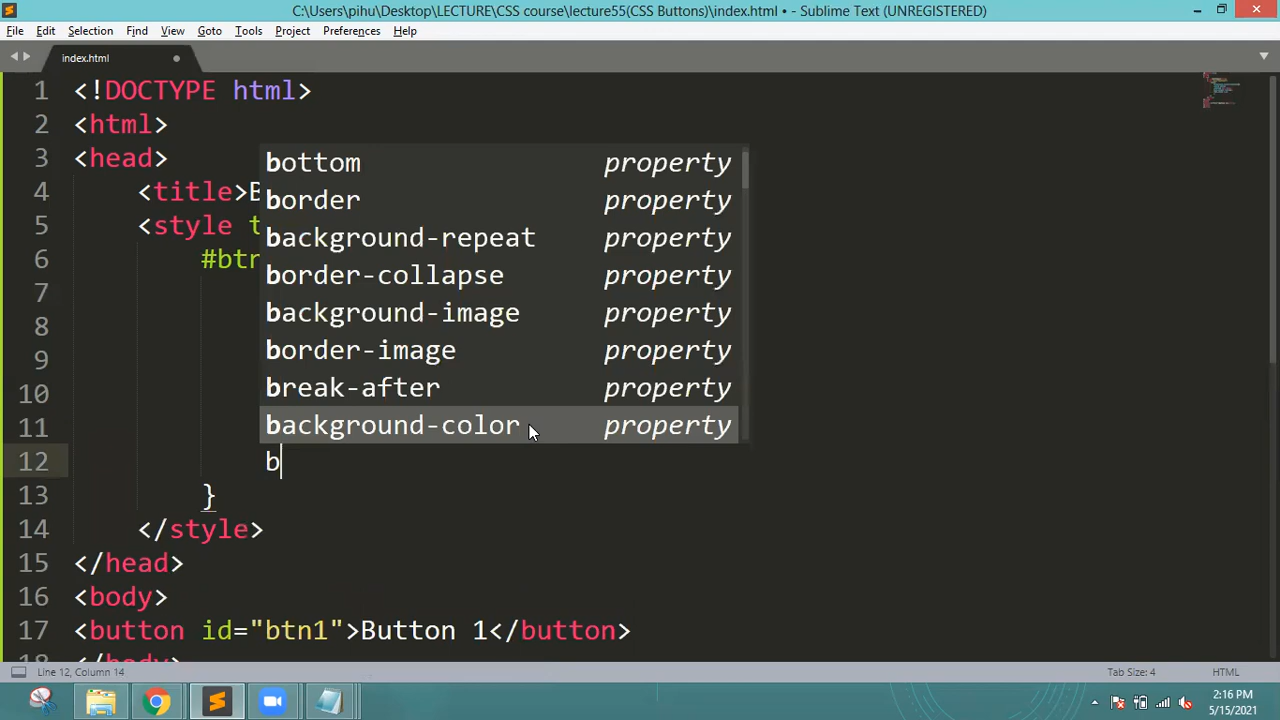 C:\Users\pihu\Desktop\LECTURE\CSS course\lecture55(CSS Buttons)\index.html • - Sublime Text (UNREGISTERED)
File Edit Selection Find View Goto Tools Project Preferences Help
index.html
1 <!DOCTYPE html>
2 <html>
3 <head>
bottom property
4 <title>B
border property
5 <style t
background-repeat property
6 #btn
border-collapse property
7
background-image property
8
border-image property
9
break-after property
10
background-color property
11
12 b
13 }
14 </style>
15 </head>
16 <body>
17 <button id="btn1">Button 1</button>
18 </body>
Line 12, Column 14 Tab Size: 4 HTML
2:16 PM
5/15/2021